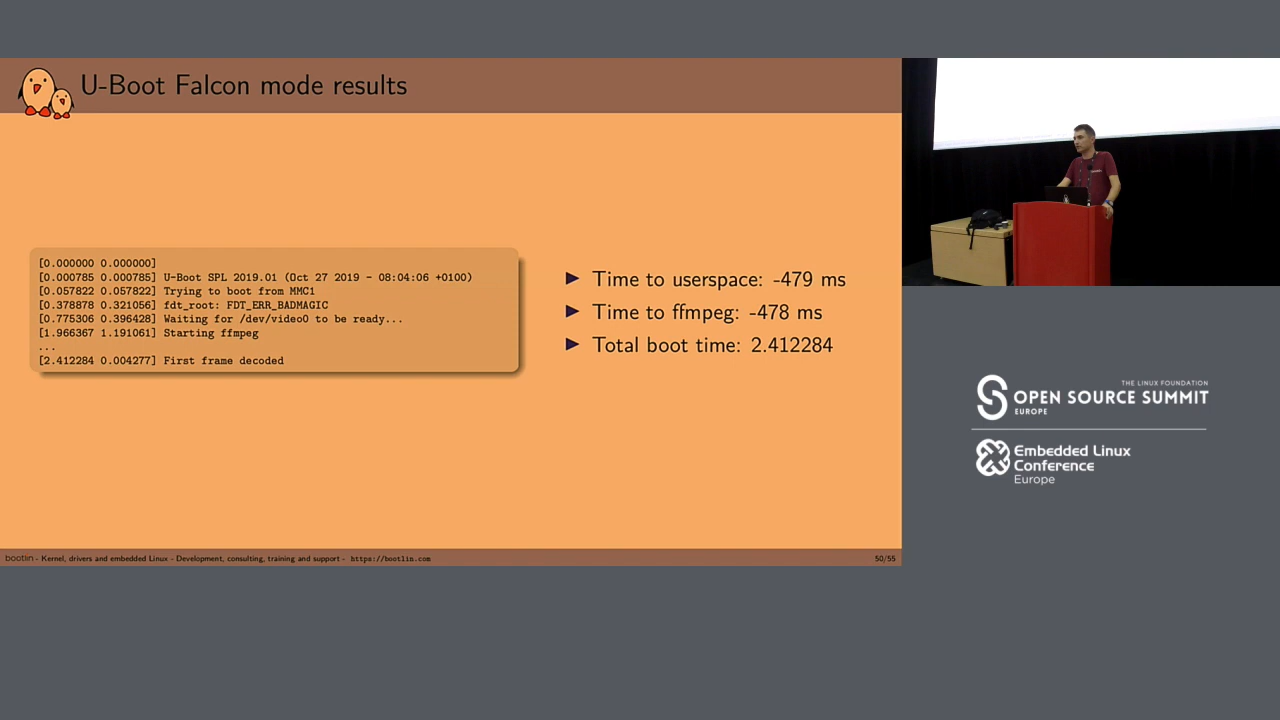 U-Boot Falcon mode results
[0.000000 0.000000]
[0.000785 0.000785] U-Boot SPL 2019.01 (Oct 27 2019 - 08:04:06 +0100)
[0.057822 0.057822] Trying to boot from MMC1
[0.378878 0.321056] fdt_root: FDT_ERR_BADMAGIC
[0.775306 0.396428] Waiting for /dev/video0 to be ready...
[1.966367 1.191061] Starting ffmpeg
...
[2.412284 0.004277] First frame decoded
Time to userspace: -479 ms
Time to ffmpeg: -478 ms
Total boot time: 2.412284
bootlin - Kernel, drivers and embedded Linux - Development, consulting, training and support - https://bootlin.com
50/55
THE LINUX FOUNDATION
OPEN SOURCE SUMMIT
EUROPE
Embedded Linux
Conference
Europe